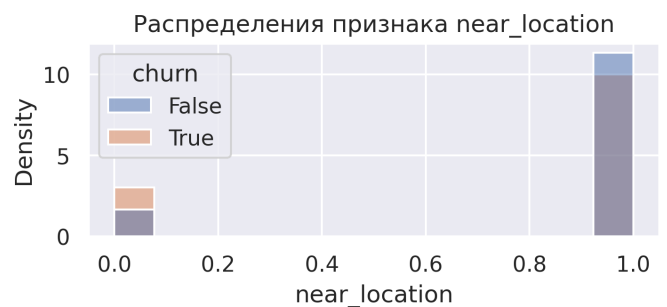 Распределения признака near_location
Density
10
5
0
churn
False
True
0.0 0.2 0.4 0.6 0.8 1.0
near_location